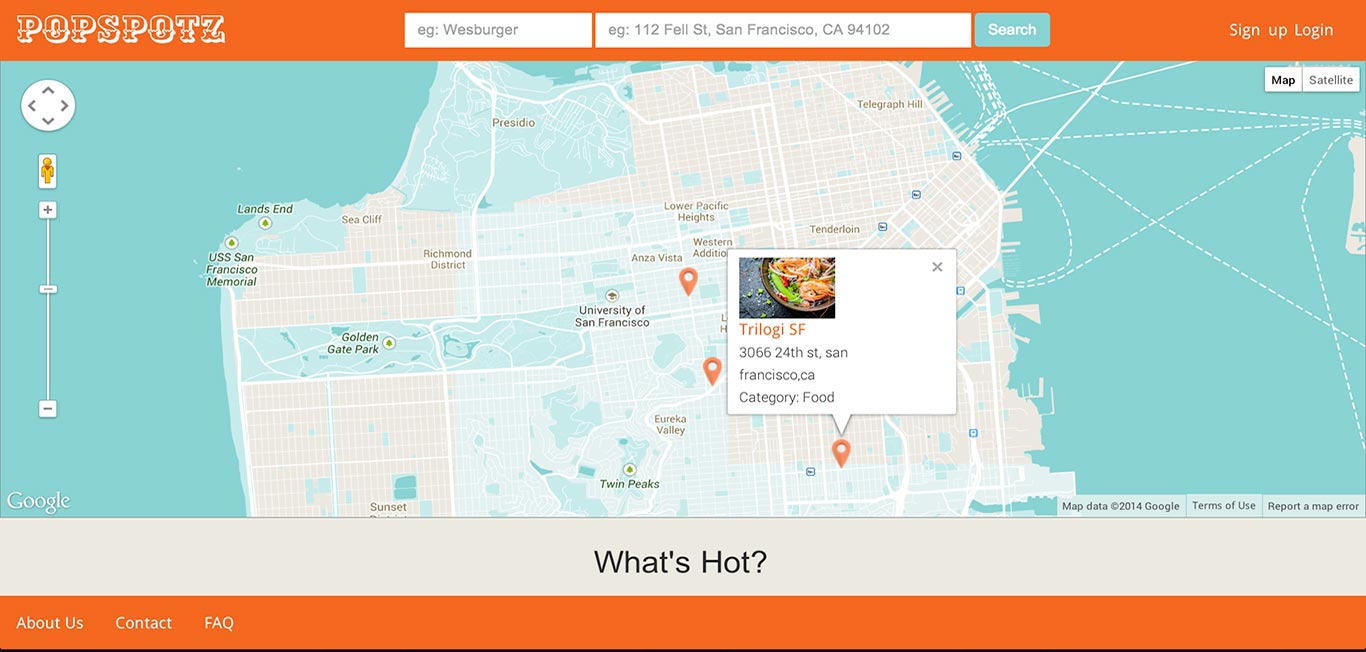 POPSPOTZ
eg: Wesburger
eg: 112 Fell St, San Francisco, CA 94102
Search
Sign up Login
Map
Satellite
Telegraph Hill
Presidio
Lower Pacific
Heights
Lands End
Sea Cliff
Tenderloin
Western
Addition
Richmond
District
Anza Vista
USS San
Francisco
Memorial
University of
San Francisco
Golden
Gate Park
Trilogi SF
3066 24th st, san
francisco,ca
Category: Food
Eureka
Valley
Twin Peaks
Sunset
Google
Map data ©2014 Google
Terms of Use
Report a map error
What's Hot?
About Us
Contact
FAQ